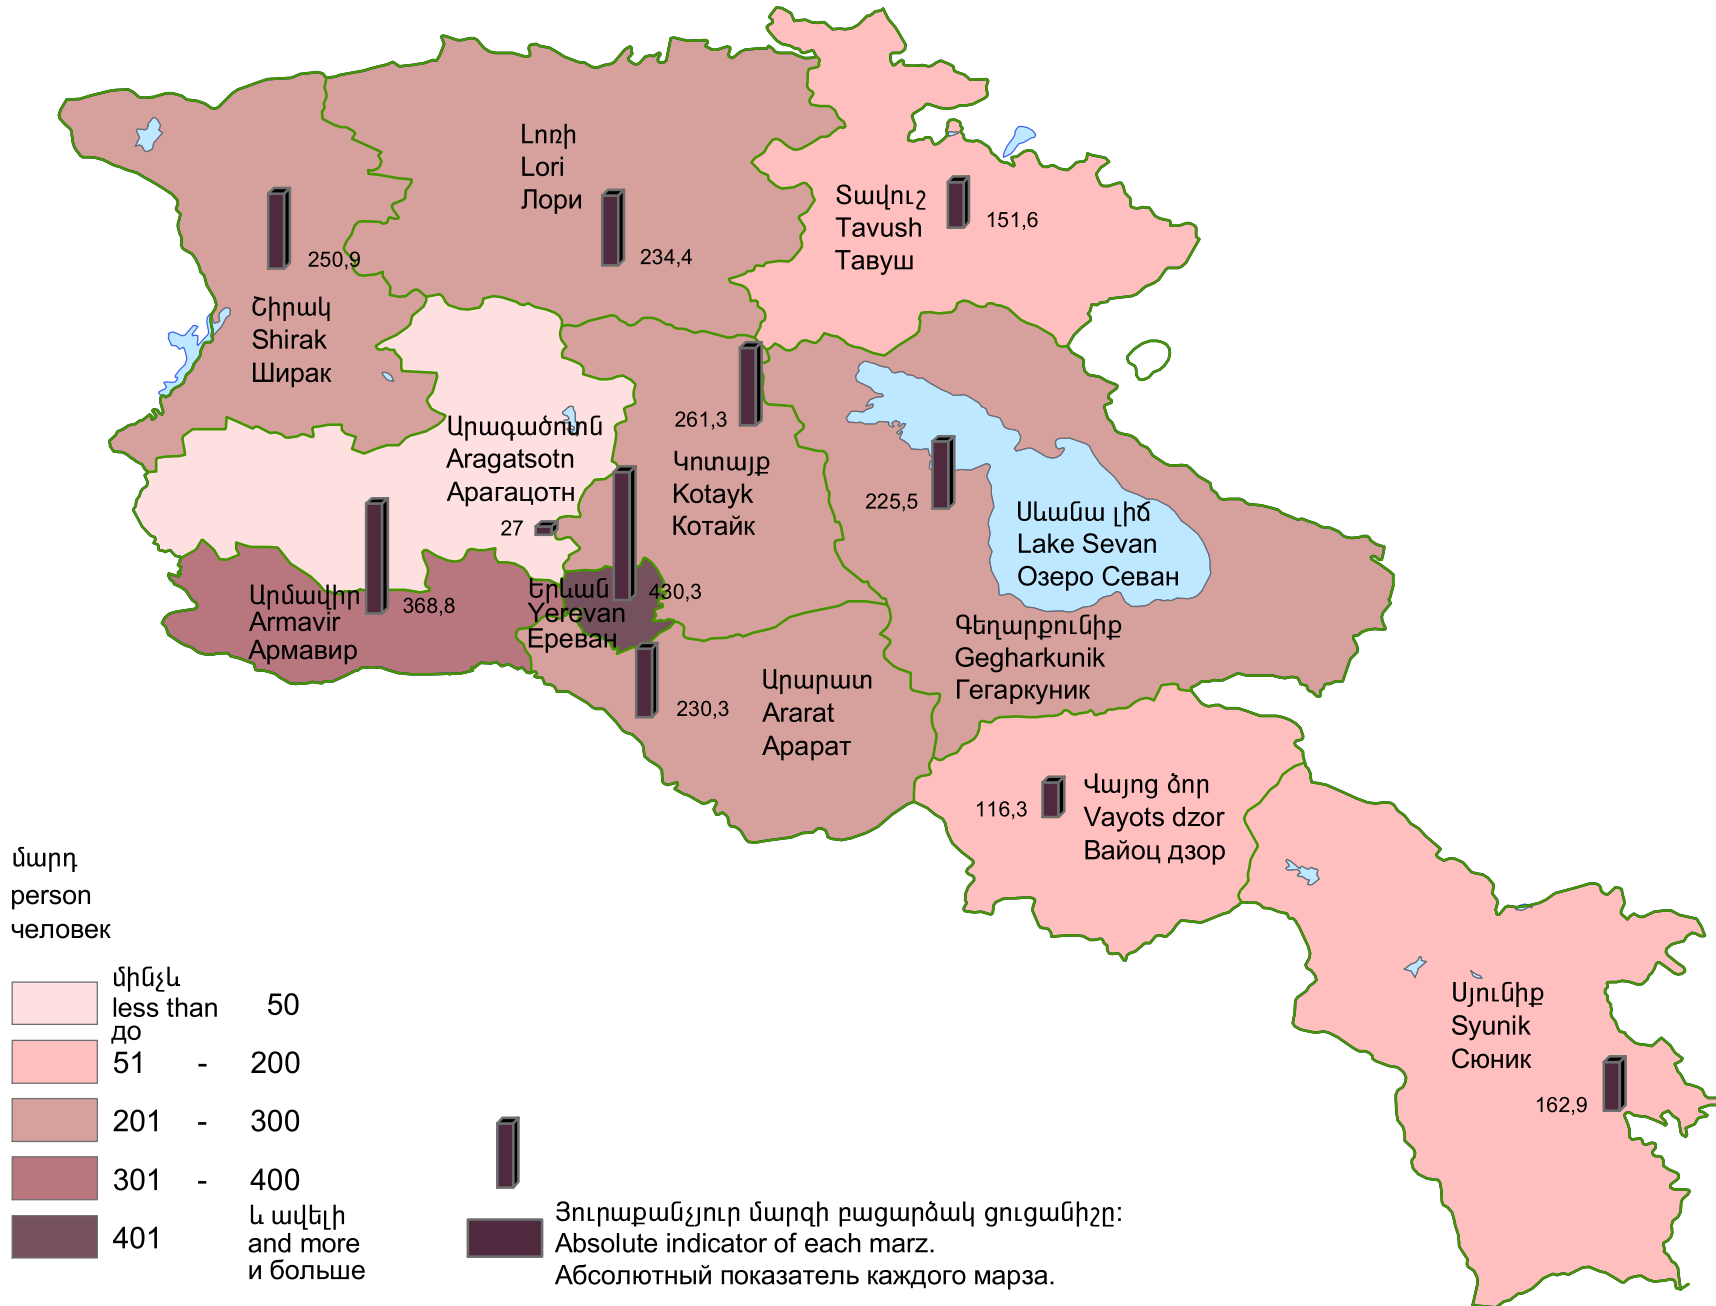 Լոռի
Lori
Лори
234,4
Տավուշ
Tavush
Тавуш
151,6
250,9
Շիրակ
Shirak
Ширак
Արագածոտն
Aragatsotn
Арагацотн
27
261,3
Կոտայք
Kotayk
Котайк
225,5
Սևանա լիճ
Lake Sevan
Озеро Севан
Արմավիր
Armavir
Армавир
368,8
Երևան
Yerevan
Ереван
430,3
Գեղարքունիք
Gegharkunik
Гегаркуник
230,3
Արարատ
Ararat
Арарат
116,3
Վայոց ձոր
Vayots dzor
Вайоц дзор
Սյունիք
Syunik
Сюник
162,9
մարդ
person
человек
մինչև
less than 50
до
51 - 200
201 - 300
301 - 400
401 և ավելի
and more
и больше
Յուրաքանչյուր մարզի բացարձակ ցուցանիշը:
Absolute indicator of each marz.
Абсолютный показатель каждого марза.